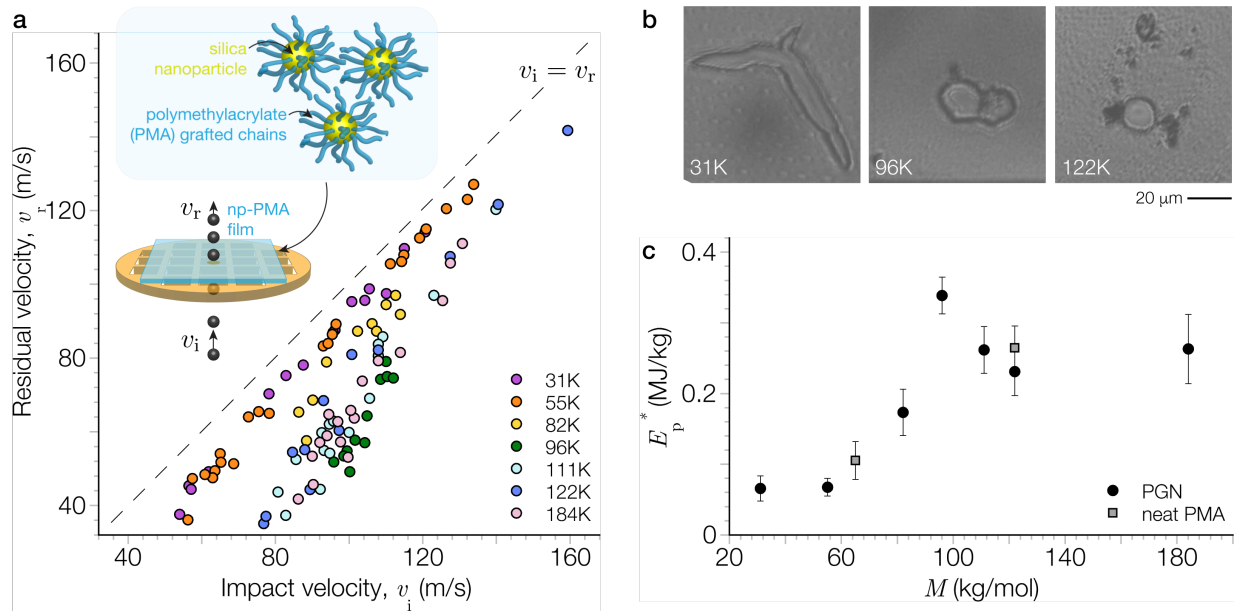 a
silica
nanoparticle
polymethylacrylate
(PMA) grafted chains
v_i = v_r
v_r
np-PMA
film
v_i
160
120
80
40
Residual velocity, v_r (m/s)
40
80
120
160
Impact velocity, v_i (m/s)
31K
55K
82K
96K
111K
122K
184K
b
31K
96K
122K
20 μm
c
0.4
0.2
0
E_p^* (MJ/kg)
PGN
neat PMA
20
60
100
140
180
M (kg/mol)